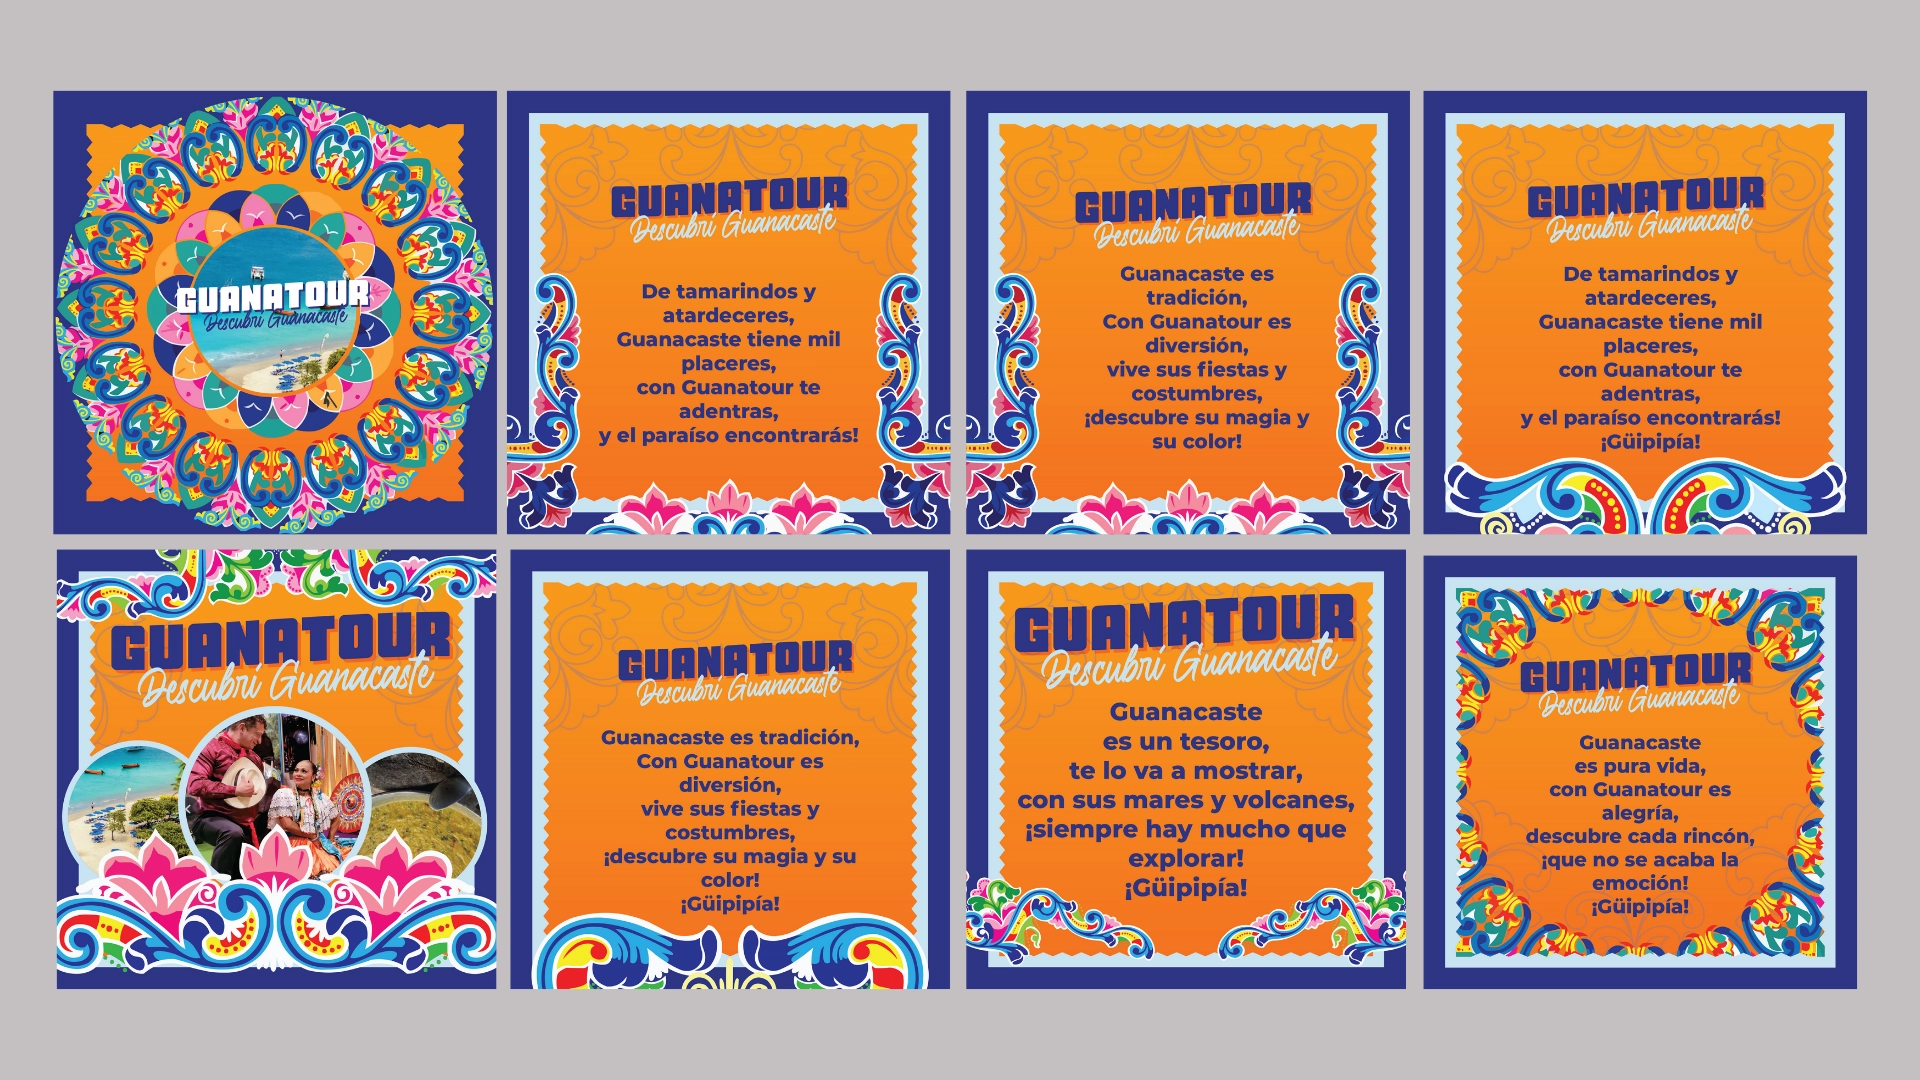 GUANATOUR
Descubrí Guanacaste
GUANATOUR
Descubrí Guanacaste
De tamarindos y
atardeceres,
Guanacaste tiene mil
placeres,
con Guanatour te
adentras,
y el paraíso encontrarás!
GUANATOUR
Descubrí Guanacaste
Guanacaste es
tradición,
Con Guanatour es
diversión,
vive sus fiestas y
costumbres,
¡descubre su magia y
su color!
GUANATOUR
Descubrí Guanacaste
De tamarindos y
atardeceres,
Guanacaste tiene mil
placeres,
con Guanatour te
adentras,
y el paraíso encontrarás!
¡Güipipía!
GUANATOUR
Descubrí Guanacaste
GUANATOUR
Descubrí Guanacaste
Guanacaste es tradición,
Con Guanatour es
diversión,
vive sus fiestas y
costumbres,
¡descubre su magia y su
color!
¡Güipipía!
GUANATOUR
Descubrí Guanacaste
Guanacaste
es un tesoro,
te lo va a mostrar,
con sus mares y volcanes,
¡siempre hay mucho que
explorar!
¡Güipipía!
GUANATOUR
Descubrí Guanacaste
Guanacaste
es pura vida,
con Guanatour es
alegría,
descubre cada rincón,
¡que no se acaba la
emoción!
¡Güipipía!